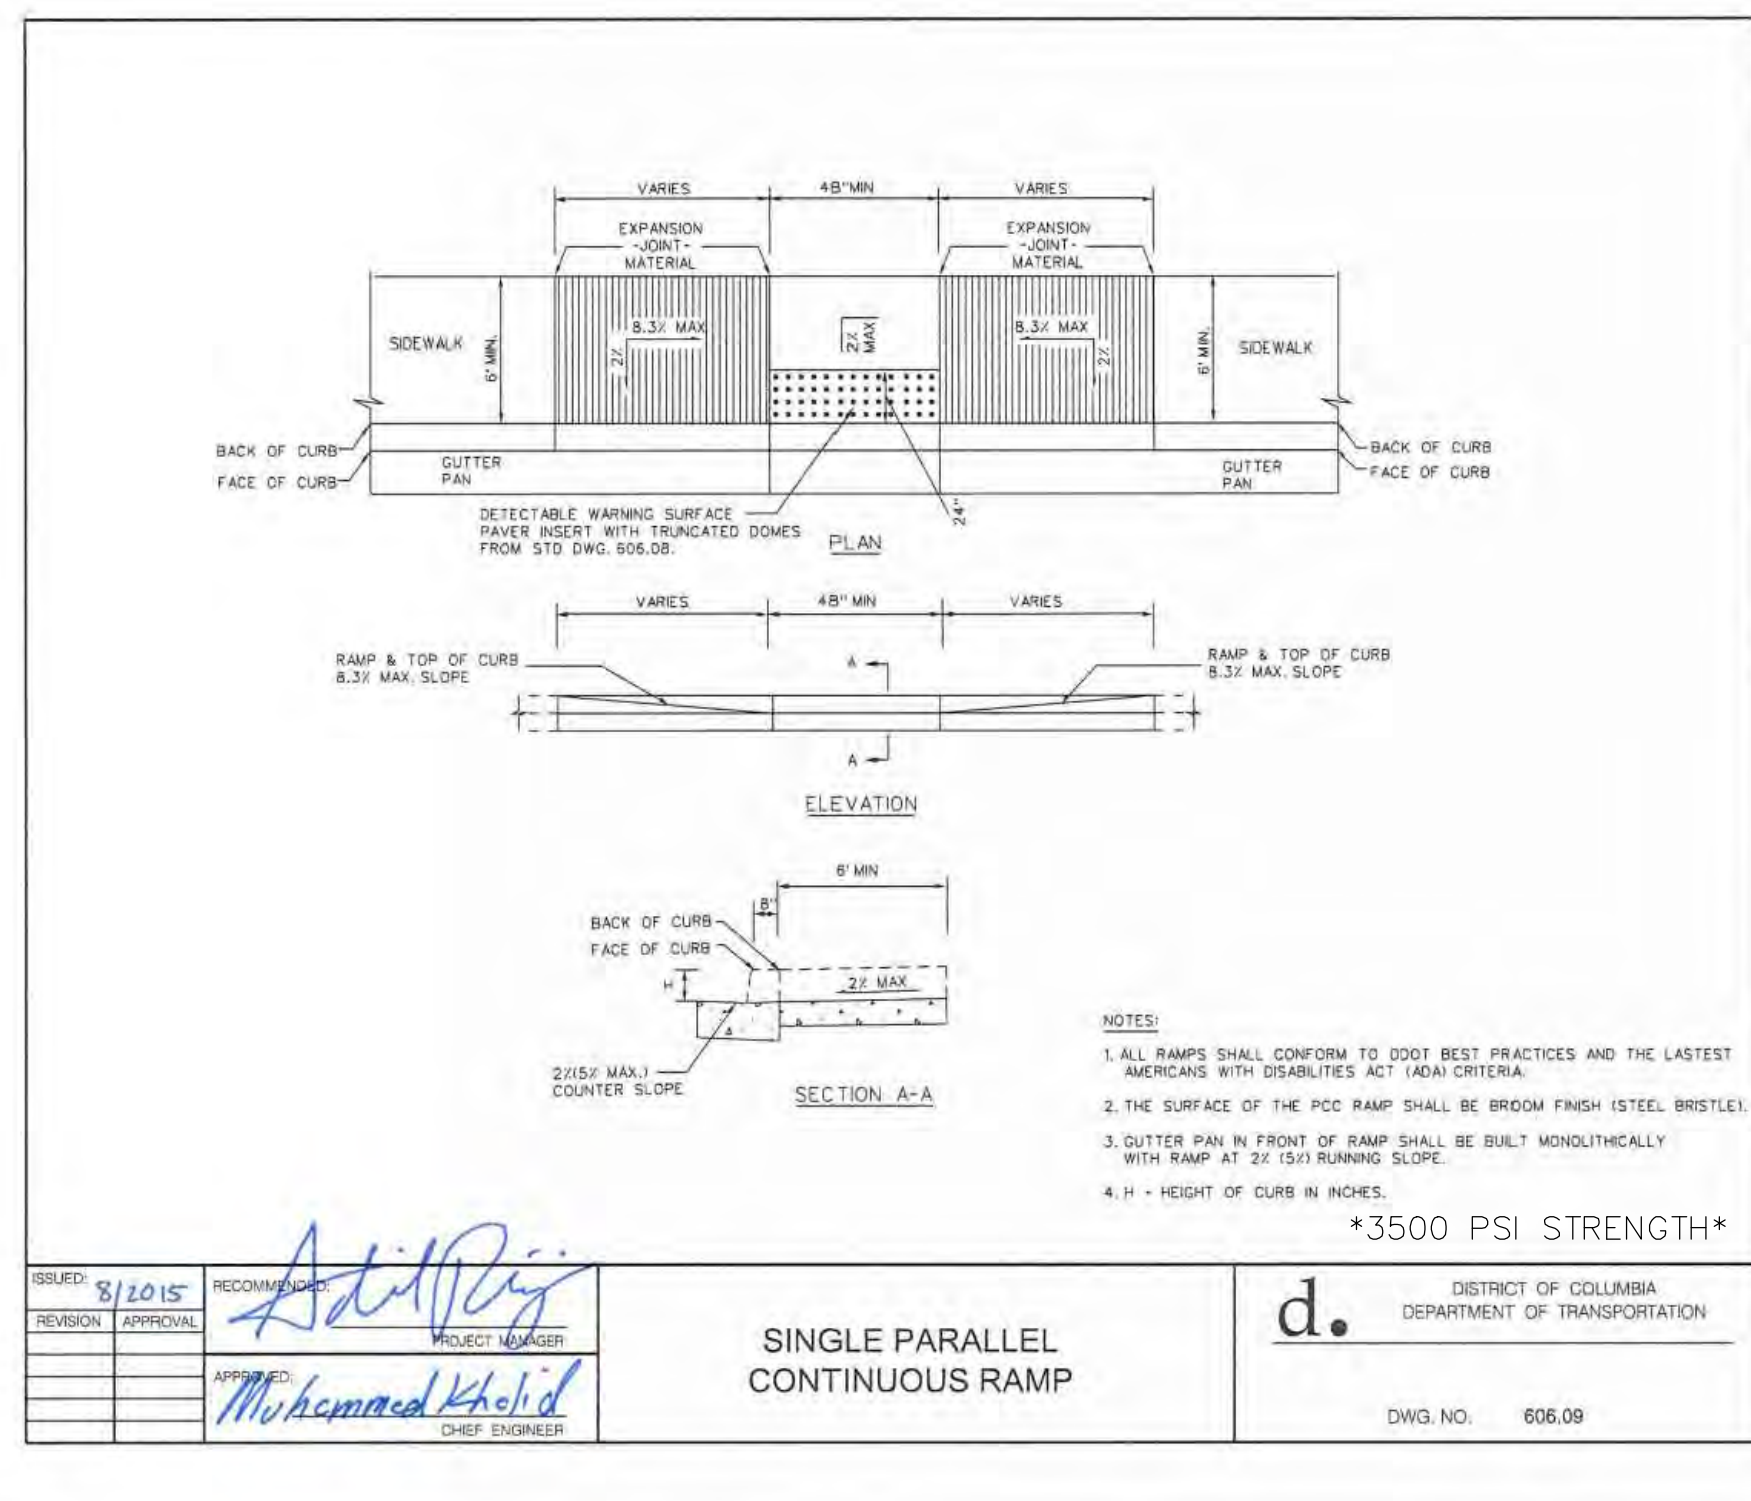 VARIES
48"MIN
VARIES
EXPANSION
-JOINT-
MATERIAL
EXPANSION
-JOINT-
MATERIAL
SIDEWALK
6' MIN.
8.3% MAX
2%
2%
MAX
8.3% MAX
2%
6' MIN.
SIDEWALK
BACK OF CURB
FACE OF CURB
GUTTER
PAN
GUTTER
PAN
BACK OF CURB
FACE OF CURB
DETECTABLE WARNING SURFACE
PAVER INSERT WITH TRUNCATED DOMES
FROM STD DWG. 606.08.
24"
PLAN
VARIES
48" MIN
VARIES
RAMP & TOP OF CURB
8.3% MAX. SLOPE
A
RAMP & TOP OF CURB
8.3% MAX. SLOPE
A
ELEVATION
6' MIN
8"
BACK OF CURB
FACE OF CURB
H
2% MAX
2%(5% MAX.)
COUNTER SLOPE
SECTION A-A
NOTES:
1. ALL RAMPS SHALL CONFORM TO DDOT BEST PRACTICES AND THE LASTEST
AMERICANS WITH DISABILITIES ACT (ADA) CRITERIA.
2. THE SURFACE OF THE PCC RAMP SHALL BE BROOM FINISH (STEEL BRISTLE).
3. GUTTER PAN IN FRONT OF RAMP SHALL BE BUILT MONOLITHICALLY
WITH RAMP AT 2% (5%) RUNNING SLOPE.
4. H - HEIGHT OF CURB IN INCHES.
*3500 PSI STRENGTH*
ISSUED: 8/2015
REVISION APPROVAL
RECOMMENDED:
PROJECT MANAGER
APPROVED:
Muhammed Khalid
CHIEF ENGINEER
SINGLE PARALLEL
CONTINUOUS RAMP
d.
DISTRICT OF COLUMBIA
DEPARTMENT OF TRANSPORTATION
DWG. NO. 606.09